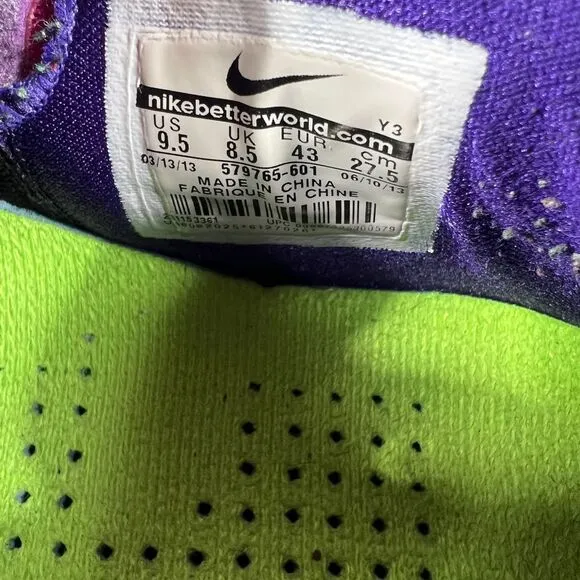 nikebetterworld.com
Y3
US UK EUR cm
9.5 8.5 43 27.5
03/13/13 579765-601 06/10/13
MADE IN CHINA
FABRIQUE EN CHINE
UPC